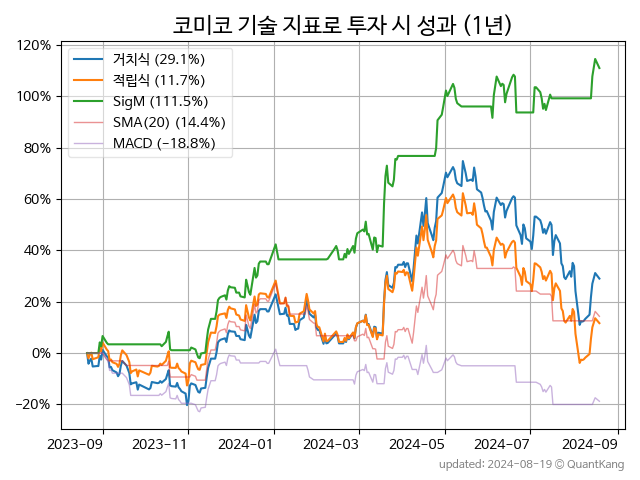 코미코 기술 지표로 투자 시 성과 (1년)
120%
100%
80%
60%
40%
20%
0%
−20%
거치식 (29.1%)
적립식 (11.7%)
SigM (111.5%)
SMA(20) (14.4%)
MACD (−18.8%)
2023−09 2023−11 2024−01 2024−03 2024−05 2024−07 2024−09
updated: 2024-08-19 © QuantKang